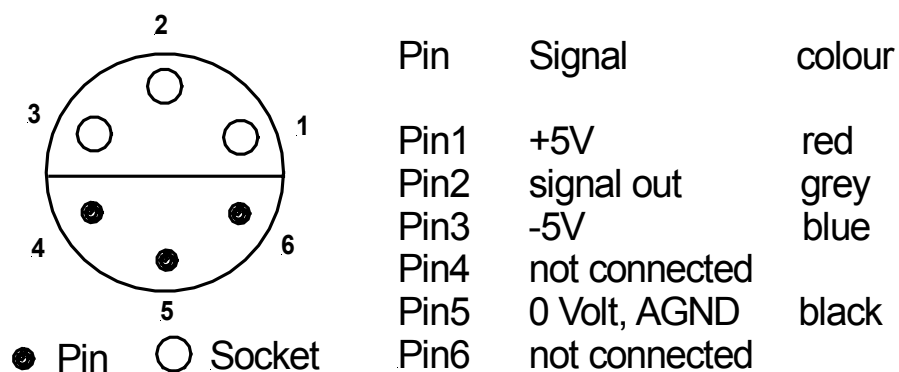 2
3
1
4
6
5
Pin Socket
Pin Signal colour
Pin1 +5V red
Pin2 signal out grey
Pin3 -5V blue
Pin4 not connected
Pin5 0 Volt, AGND black
Pin6 not connected